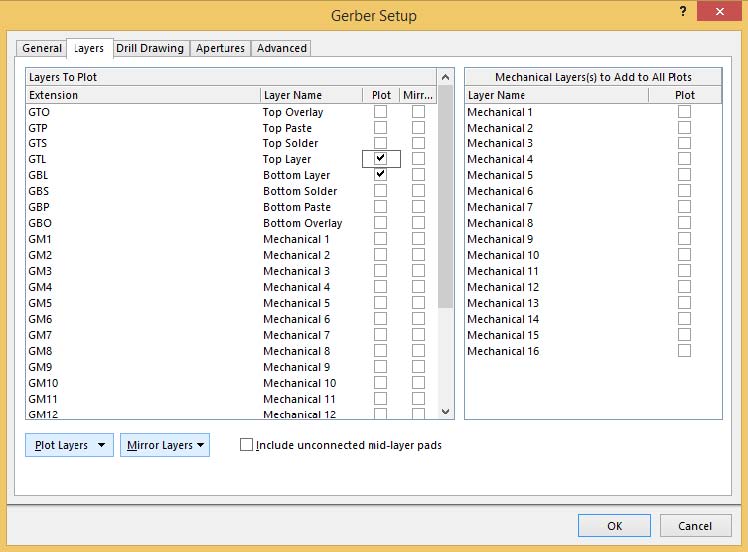 Gerber Setup
?
General Layers Drill Drawing Apertures Advanced
Layers To Plot
Extension Layer Name Plot Mirr...
GTO Top Overlay
GTP Top Paste
GTS Top Solder
GTL Top Layer
GBL Bottom Layer
GBS Bottom Solder
GBP Bottom Paste
GBO Bottom Overlay
GM1 Mechanical 1
GM2 Mechanical 2
GM3 Mechanical 3
GM4 Mechanical 4
GM5 Mechanical 5
GM6 Mechanical 6
GM7 Mechanical 7
GM8 Mechanical 8
GM9 Mechanical 9
GM10 Mechanical 10
GM11 Mechanical 11
GM12 Mechanical 12
Mechanical Layers(s) to Add to All Plots
Layer Name Plot
Mechanical 1
Mechanical 2
Mechanical 3
Mechanical 4
Mechanical 5
Mechanical 6
Mechanical 7
Mechanical 8
Mechanical 9
Mechanical 10
Mechanical 11
Mechanical 12
Mechanical 13
Mechanical 14
Mechanical 15
Mechanical 16
Plot Layers Mirror Layers Include unconnected mid-layer pads
OK Cancel